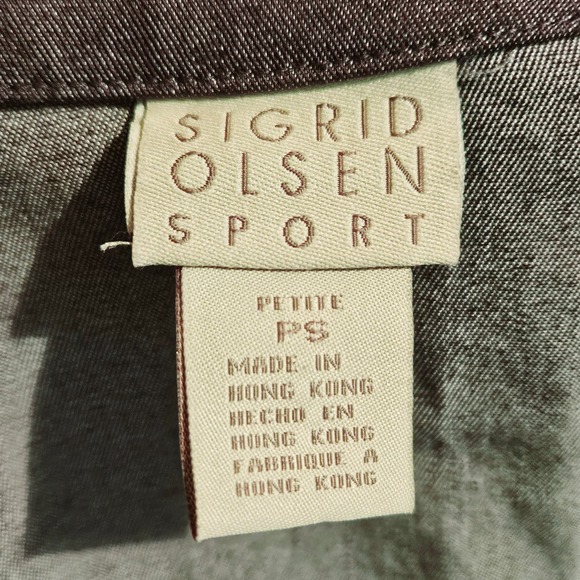 SIGRID
OLSEN
SPORT
PETITE
PS
MADE IN
HONG KONG
HECHO EN
HONG KONG
FABRIQUE A
HONG KONG